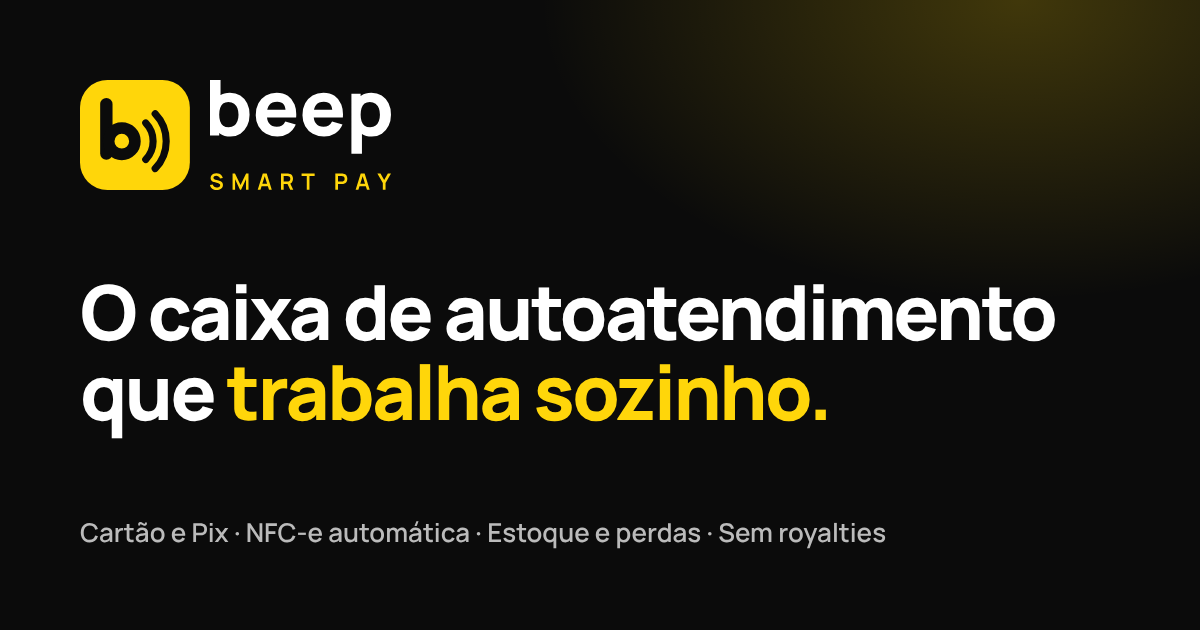 beep
SMART PAY
O caixa de autoatendimento
que trabalha sozinho.
Cartão e Pix · NFC-e automática · Estoque e perdas · Sem royalties